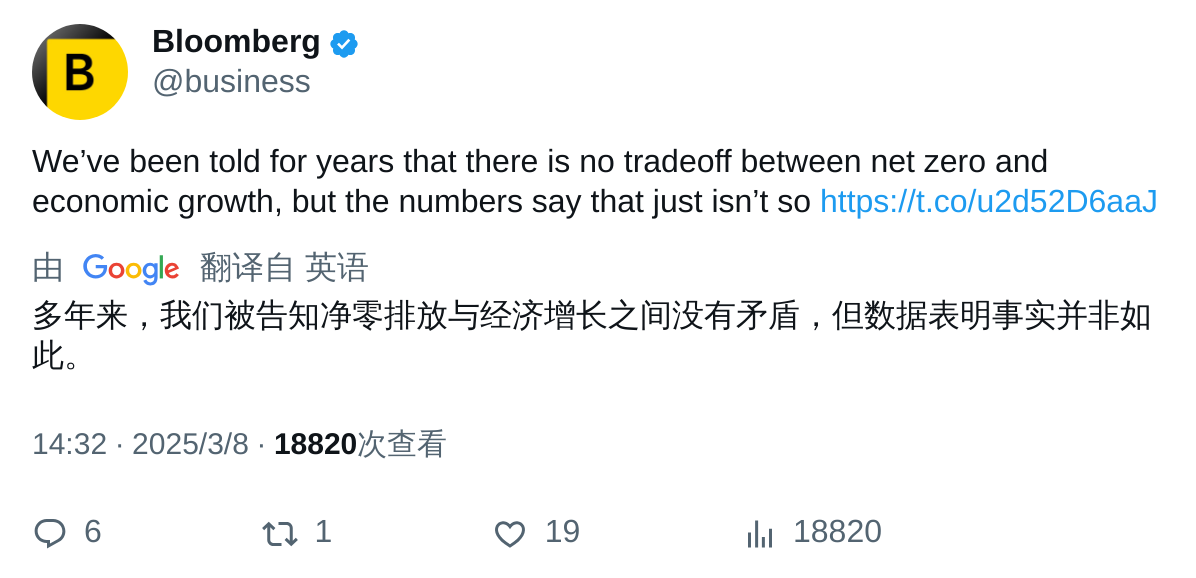 B
Bloomberg
@business
We’ve been told for years that there is no tradeoff between net zero and
economic growth, but the numbers say that just isn’t so https://t.co/u2d52D6aaJ
由 Google 翻译自 英语
多年来，我们被告知净零排放与经济增长之间没有矛盾，但数据表明事实并非如
此。
14:32 · 2025/3/8 · 18820次查看
6 1 19 18820